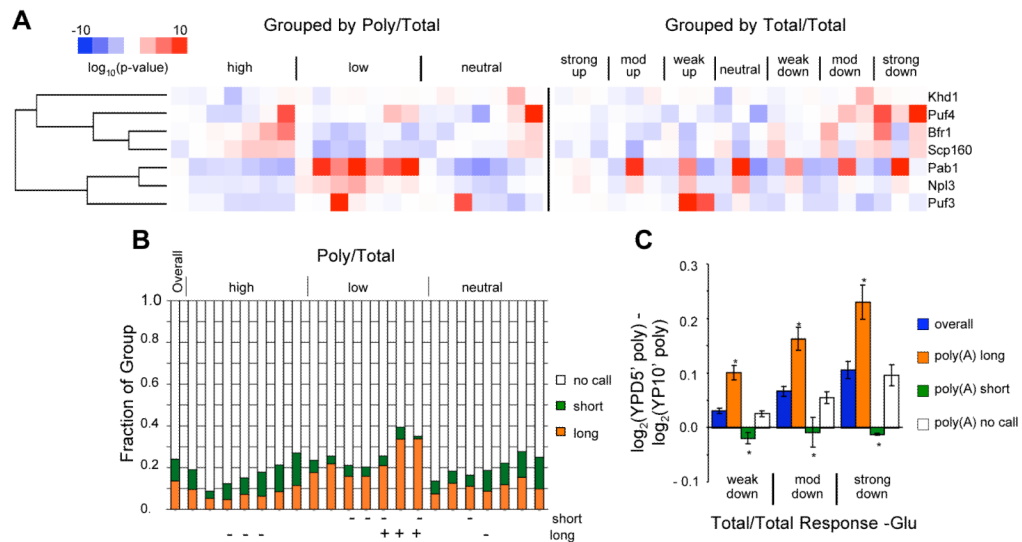 A
Grouped by Poly/Total
Grouped by Total/Total
-10 10
log10(p-value)
high low neutral
strong up mod up weak up neutral weak down mod down strong down
Khd1
Puf4
Bfr1
Scp160
Pab1
Npl3
Puf3
B
Poly/Total
Overall
high low neutral
Fraction of Group
1.0
0.8
0.6
0.4
0.2
0.
no call
short
long
- - - - - short
- - - + + + - long
C
log2(YPD5' poly) -
log2(YP10' poly)
0.3
0.2
0.1
0.0
-0.1
* * * * * *
overall
poly(A) long
poly(A) short
poly(A) no call
weak down mod down strong down
Total/Total Response -Glu